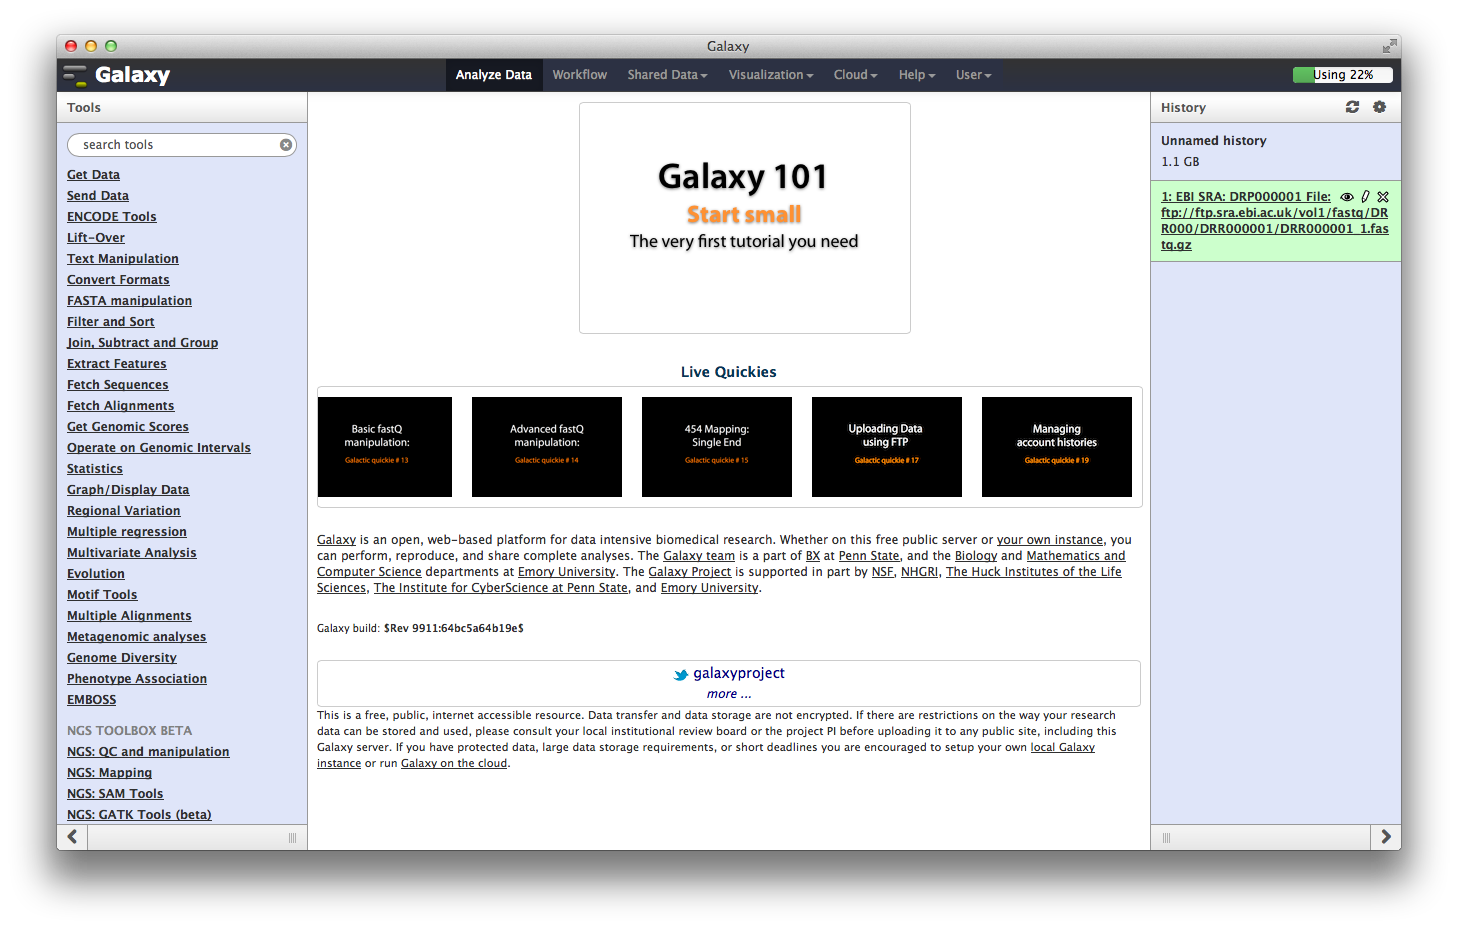 Galaxy
Galaxy
Analyze Data Workflow Shared Data Visualization Cloud Help User
Using 22%
Tools
search tools
Get Data
Send Data
ENCODE Tools
Lift-Over
Text Manipulation
Convert Formats
FASTA manipulation
Filter and Sort
Join, Subtract and Group
Extract Features
Fetch Sequences
Fetch Alignments
Get Genomic Scores
Operate on Genomic Intervals
Statistics
Graph/Display Data
Regional Variation
Multiple regression
Multivariate Analysis
Evolution
Motif Tools
Multiple Alignments
Metagenomic analyses
Genome Diversity
Phenotype Association
EMBOSS
NGS TOOLBOX BETA
NGS: QC and manipulation
NGS: Mapping
NGS: SAM Tools
NGS: GATK Tools (beta)
Galaxy 101
Start small
The very first tutorial you need
Live Quickies
Basic fastQ
manipulation:
Galactic quickie # 13
Advanced fastQ
manipulation:
Galactic quickie # 14
454 Mapping:
Single End
Galactic quickie # 15
Uploading Data
using FTP
Galactic quickie # 17
Managing
account histories
Galactic quickie # 19
Galaxy is an open, web-based platform for data intensive biomedical research. Whether on this free public server or your own instance, you
can perform, reproduce, and share complete analyses. The Galaxy team is a part of BX at Penn State, and the Biology and Mathematics and
Computer Science departments at Emory University. The Galaxy Project is supported in part by NSF, NHGRI, The Huck Institutes of the Life
Sciences, The Institute for CyberScience at Penn State, and Emory University.
Galaxy build: $Rev 9911:64bc5a64b19e$
galaxyproject
more ...
This is a free, public, internet accessible resource. Data transfer and data storage are not encrypted. If there are restrictions on the way your research
data can be stored and used, please consult your local institutional review board or the project PI before uploading it to any public site, including this
Galaxy server. If you have protected data, large data storage requirements, or short deadlines you are encouraged to setup your own local Galaxy
instance or run Galaxy on the cloud.
History
Unnamed history
1.1 GB
1: EBI SRA: DRP000001 File:
ftp://ftp.sra.ebi.ac.uk/vol1/fastq/DR
R000/DRR000001/DRR000001_1.fas
tq.gz